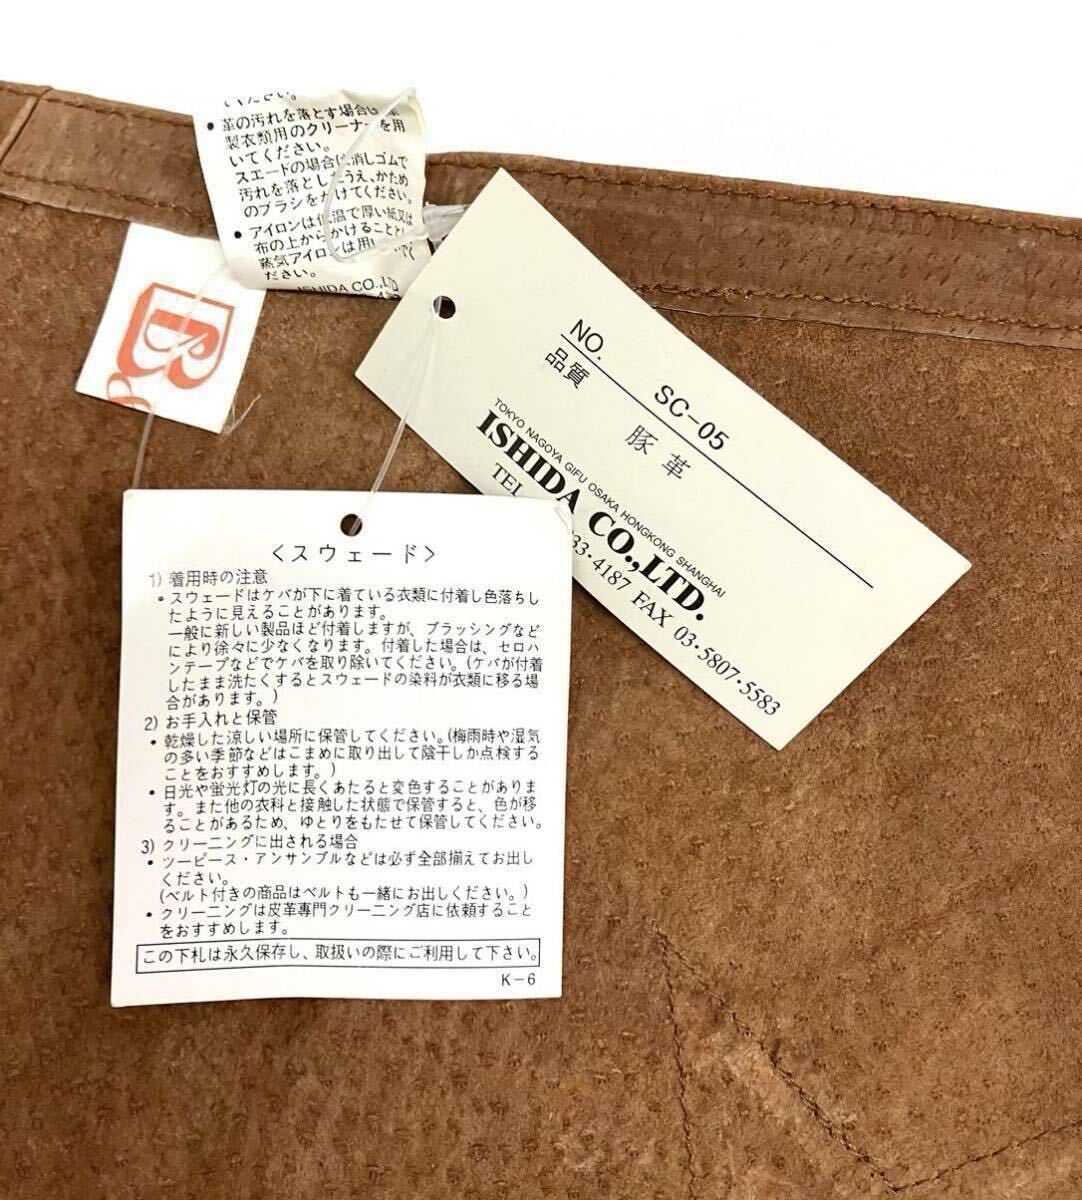 ください。
• 革の汚れを落とす場合は
製衣類用のクリーナーを用
いてください。
スエードの場合は消しゴムで
汚れを落としたうえ、かため
のブラシをかけてください。
• アイロンは低温で厚い紙又は
布の上からかけること
蒸気アイロンは用
ださい。
ISHIDA CO.,LTD
B
NO. SC-05
品質 豚革
TOKYO NAGOYA GIFU OSAKA HONGKONG SHANGHAI
ISHIDA CO.,LTD.
TEL 33・4187 FAX 03・5807・5583
〈スウェード〉
1) 着用時の注意
• スウェードはケバが下に着ている衣類に付着し色落ちし
たように見えることがあります。
一般に新しい製品ほど付着しますが、ブラッシングなど
により徐々に少なくなります。付着した場合は、セロハ
ンテープなどでケバを取り除いてください。(ケバが付着
したまま洗たくするとスウェードの染料が衣類に移る場
合があります。)
2) お手入れと保管
• 乾燥した涼しい場所に保管してください。(梅雨時や湿気
の多い季節などはこまめに取り出して陰干しか点検する
ことをおすすめします。)
• 日光や蛍光灯の光に長くあたると変色することがありま
す。また他の衣料と接触した状態で保管すると、色が移
ることがあるため、ゆとりをもたせて保管してください。
3) クリーニングに出される場合
• ツーピース・アンサンブルなどは必ず全部揃えてお出し
ください。
(ベルト付きの商品はベルトも一緒にお出しください。)
• クリーニングは皮革専門クリーニング店に依頼すること
をおすすめします。
この下札は永久保存し、取扱いの際にご利用して下さい。
K-6